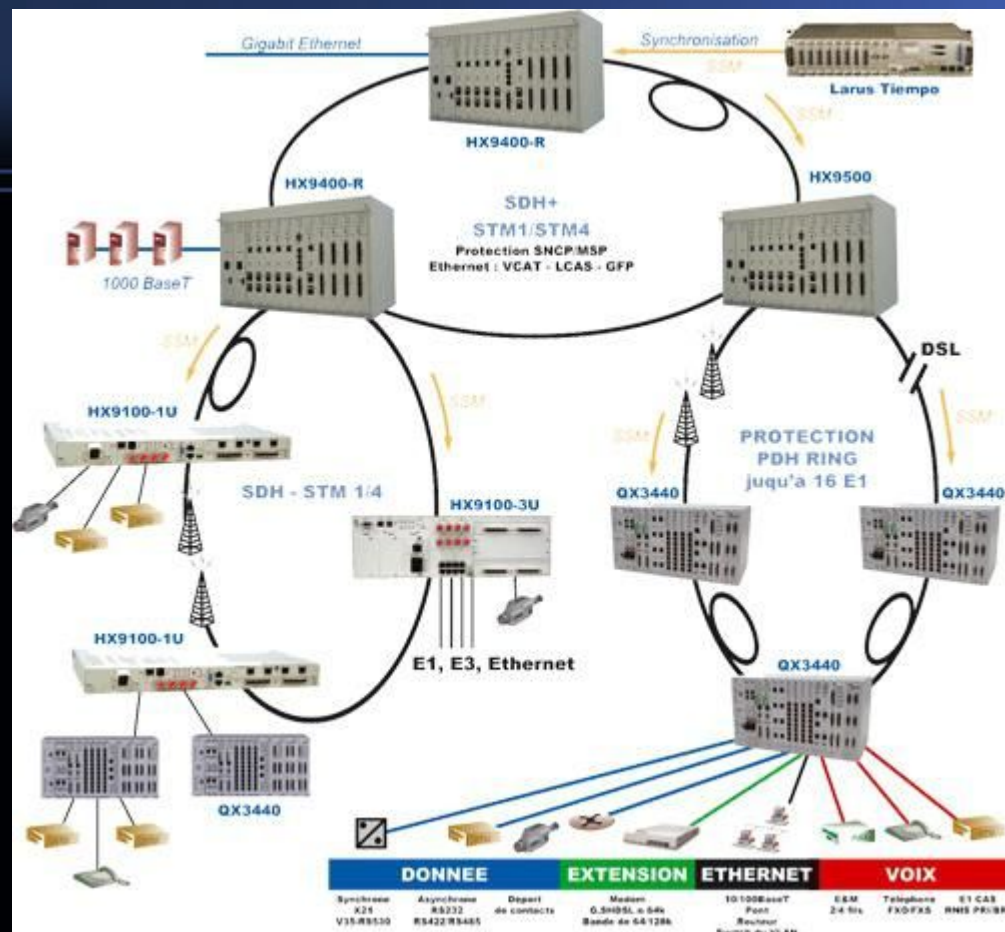 Gigabit Ethernet
Synchronisation
SSM
Larus Tiempo
SSM
HX9400-R
HX9400-R
HX9500
SDH+
STM1/STM4
Protection SNCP/MSP
Ethernet : VCAT - LCAS - GFP
1000 BaseT
SSM
DSL
SSM
HX9100-1U
SSM
SSM
PROTECTION
PDH RING
juqu'a 16 E1
SDH - STM 1/4
HX9100-3U
QX3440
QX3440
HX9100-1U
E1, E3, Ethernet
QX3440
QX3440
DONNEE
EXTENSION
ETHERNET
VOIX
Synchrone
X21
V35/RS530
Asynchrone
RS232
RS422/RS485
Déport
de contacts
Modem
G.SHDSL n 64k
Bande de 64/128k
10/100BaseT
Pont
Routeur
E&M
2/4 fils
Téléphone
FXO/FXS
E1 CAS